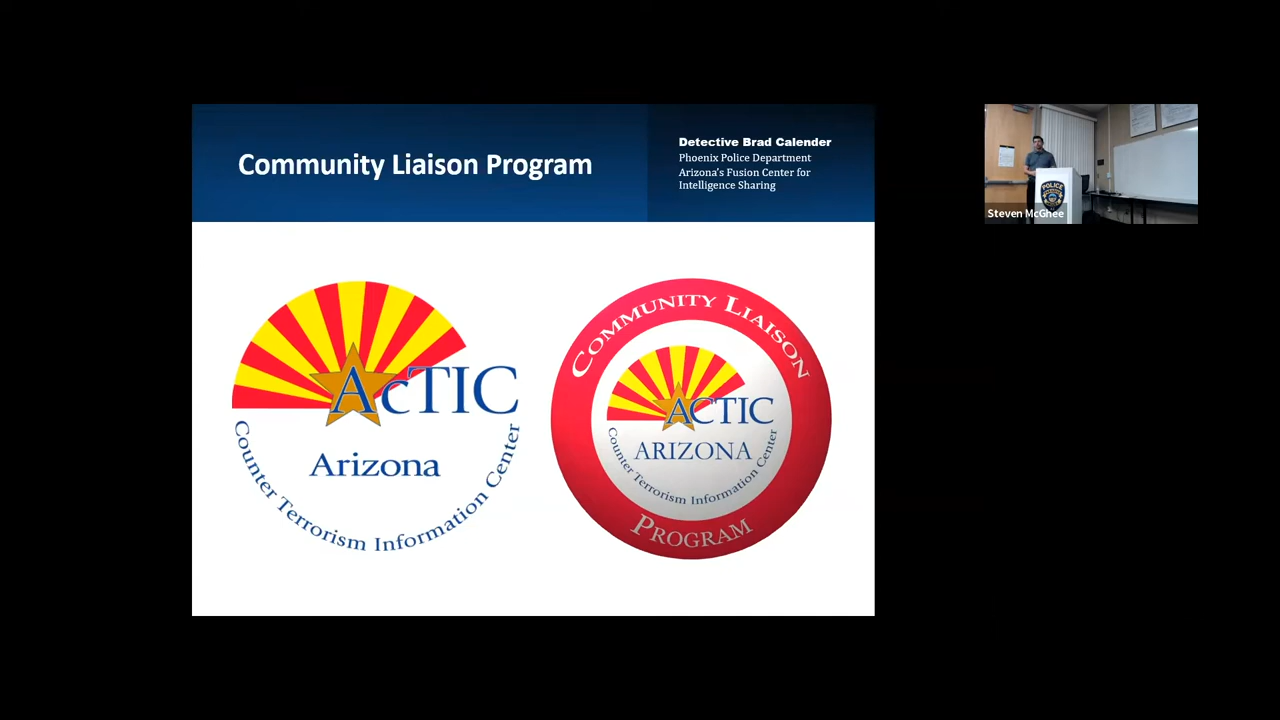 Community Liaison Program
Detective Brad Calender
Phoenix Police Department
Arizona's Fusion Center for
Intelligence Sharing
AcTIC
Arizona
Counter Terrorism Information Center
COMMUNITY LIAISON
ACTIC
ARIZONA
Counter Terrorism Information Center
PROGRAM
POLICE
Steven McGhee